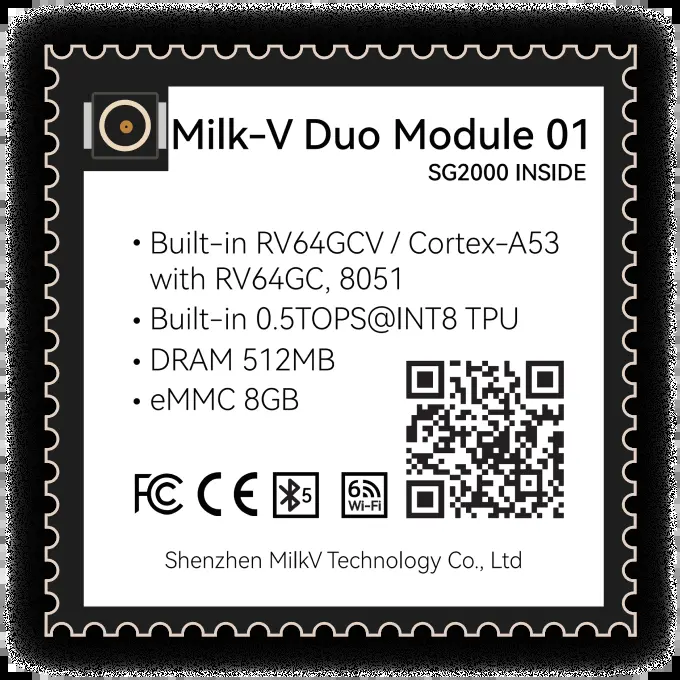 Milk-V Duo Module 01
SG2000 INSIDE
• Built-in RV64GCV / Cortex-A53
with RV64GC, 8051
• Built-in 0.5TOPS@INT8 TPU
• DRAM 512MB
• eMMC 8GB
FC CE 5 6 Wi-Fi
Shenzhen MilkV Technology Co., Ltd